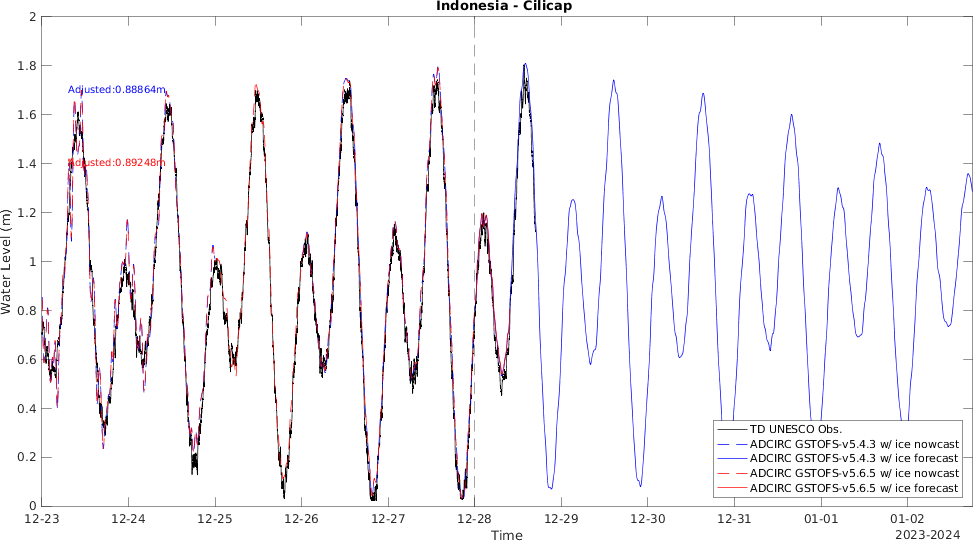 Indonesia - Cilicap
2
1.8
1.6
1.4
1.2
1
0.8
0.6
0.4
0.2
0
Water Level (m)
Adjusted:0.88864m
Adjusted:0.89248m
TD UNESCO Obs.
ADCIRC GSTOFS-v5.4.3 w/ ice nowcast
ADCIRC GSTOFS-v5.4.3 w/ ice forecast
ADCIRC GSTOFS-v5.6.5 w/ ice nowcast
ADCIRC GSTOFS-v5.6.5 w/ ice forecast
12-23 12-24 12-25 12-26 12-27 12-28 12-29 12-30 12-31 01-01 01-02
Time
2023-2024